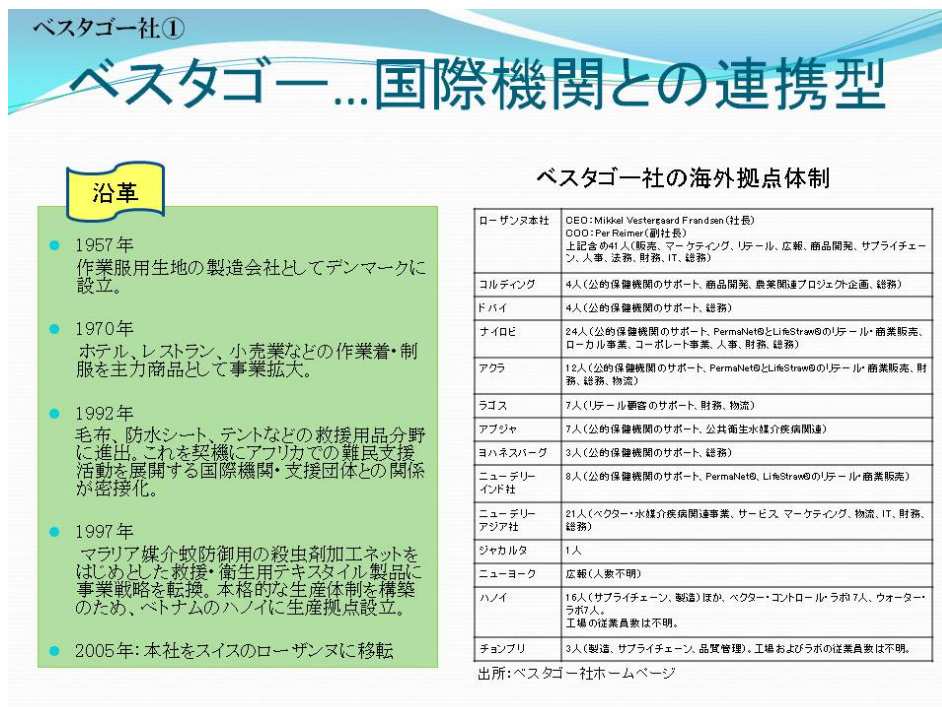 ベスタゴー社①
ベスタゴー...国際機関との連携型
沿革
1957年
作業服用生地の製造会社としてデンマークに
設立。
1970年
ホテル、レストラン、小売業などの作業着・制
服を主力商品として事業拡大。
1992年
毛布、防水シート、テントなどの救援用品分野
に進出。これを契機にアフリカでの難民支援
活動を展開する国際機関・支援団体との関係
が密接化。
1997年
マラリア媒介蚊防御用の殺虫剤加工ネットを
はじめとした救援・衛生用テキスタイル製品に
事業戦略を転換。本格的な生産体制を構築
のため、ベトナムのハノイに生産拠点設立。
2005年：本社をスイスのローザンヌに移転
ベスタゴー社の海外拠点体制
ローザンヌ本社
CEO：Mikkel Vestergaard Frandsen（社長）
COO：Per Reimer（副社長）
上記含め41人（販売、マーケティング、リテール、広報、商品開発、サプライチェー
ン、人事、法務、財務、IT、総務）
コルディング
4人（公的保健機関のサポート、商品開発、農業関連プロジェクト企画、総務）
ドバイ
4人（公的保健機関のサポート、総務）
ナイロビ
24人（公的保健機関のサポート、PermaNet®とLifeStraw®のリテール・商業販売、
ローカル事業、コーポレート事業、人事、財務、総務）
アクラ
12人（公的保健機関のサポート、PermaNet®とLifeStraw®のリテール・商業販売、財
務、総務、物流）
ラゴス
7人（リテール顧客のサポート、財務、物流）
アブジャ
7人（公的保健機関のサポート、公共衛生水媒介疾病関連）
ヨハネスバーグ
3人（公的保健機関のサポート、総務）
ニューデリー
インド社
8人（公的保健機関のサポート、PermaNet®、LifeStraw®のリテール・商業販売）
ニューデリー
アジア社
21人（ベクター・水媒介疾病関連事業、サービス マーケティング、物流、IT、財務、
総務）
ジャカルタ
1人
ニューヨーク
広報（人数不明）
ハノイ
16人（サプライチェーン、製造）ほか、ベクター・コントロール・ラボ17人、ウォーター・
ラボ7人。
工場の従業員数は不明。
チョンブリ
3人（製造、サプライチェーン、品質管理）。工場およびラボの従業員数は不明。
出所：ベスタゴー社ホームページ